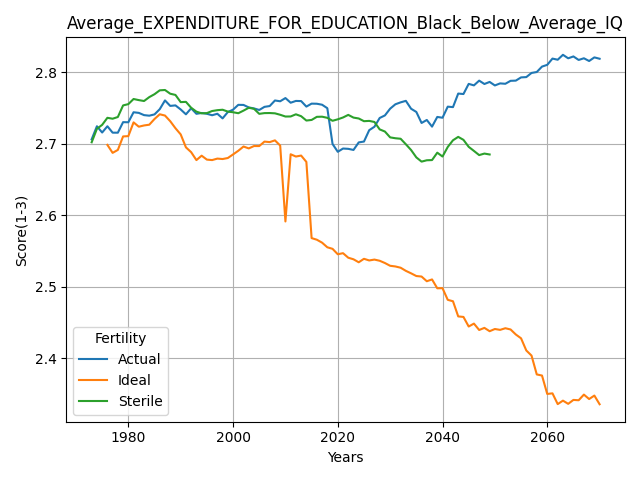 Average_EXPENDITURE_FOR_EDUCATION_Black_Below_Average_IQ
Score(1-3)
2.8
2.7
2.6
2.5
2.4
Fertility
Actual
Ideal
Sterile
1980 2000 2020 2040 2060
Years